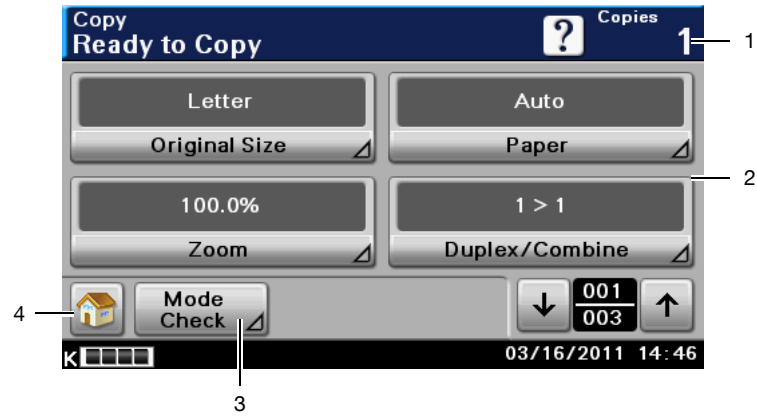 Copy
Ready to Copy
?
Copies
1
1
Letter
Original Size
Auto
Paper
2
100.0%
Zoom
1 > 1
Duplex/Combine
4
Mode
Check
001
003
K
03/16/2011 14:46
3